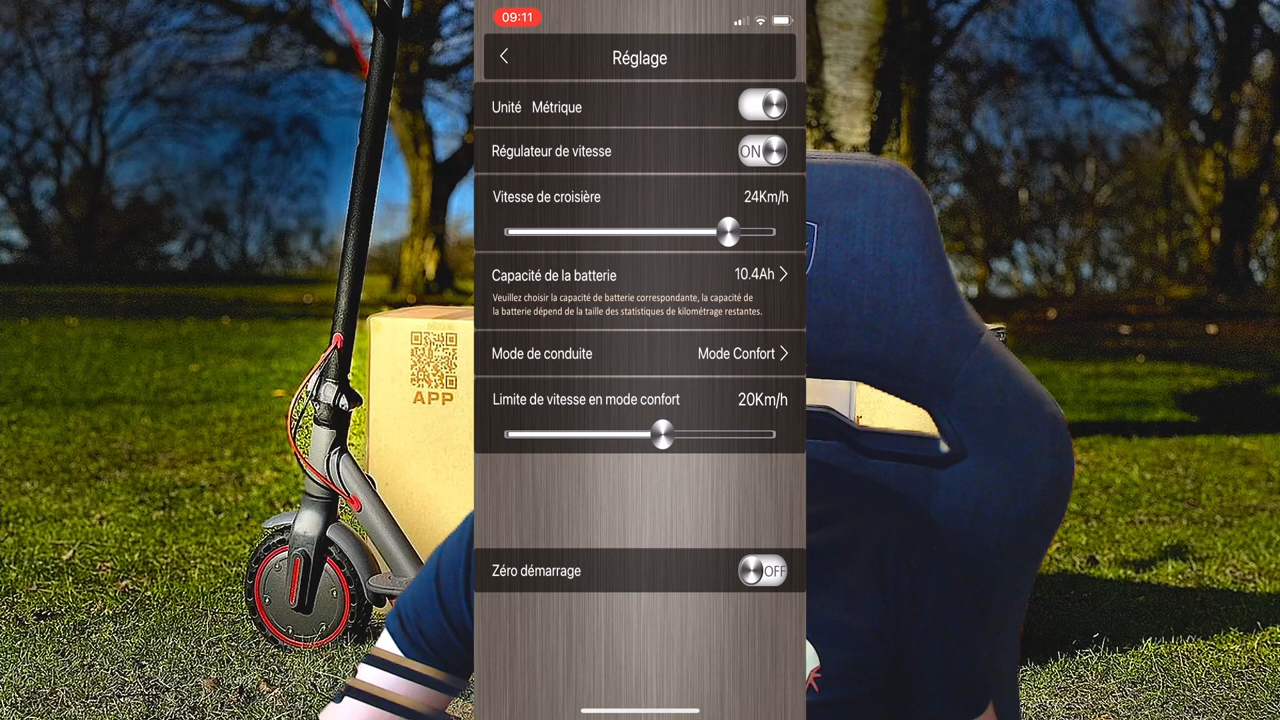 09:11
Réglage
Unité Métrique
Régulateur de vitesse ON
Vitesse de croisière 24Km/h
Capacité de la batterie 10.4Ah
Veuillez choisir la capacité de batterie correspondante, la capacité de
la batterie dépend de la taille des statistiques de kilométrage restantes.
Mode de conduite Mode Confort
APP
Limite de vitesse en mode confort 20Km/h
Zéro démarrage OFF